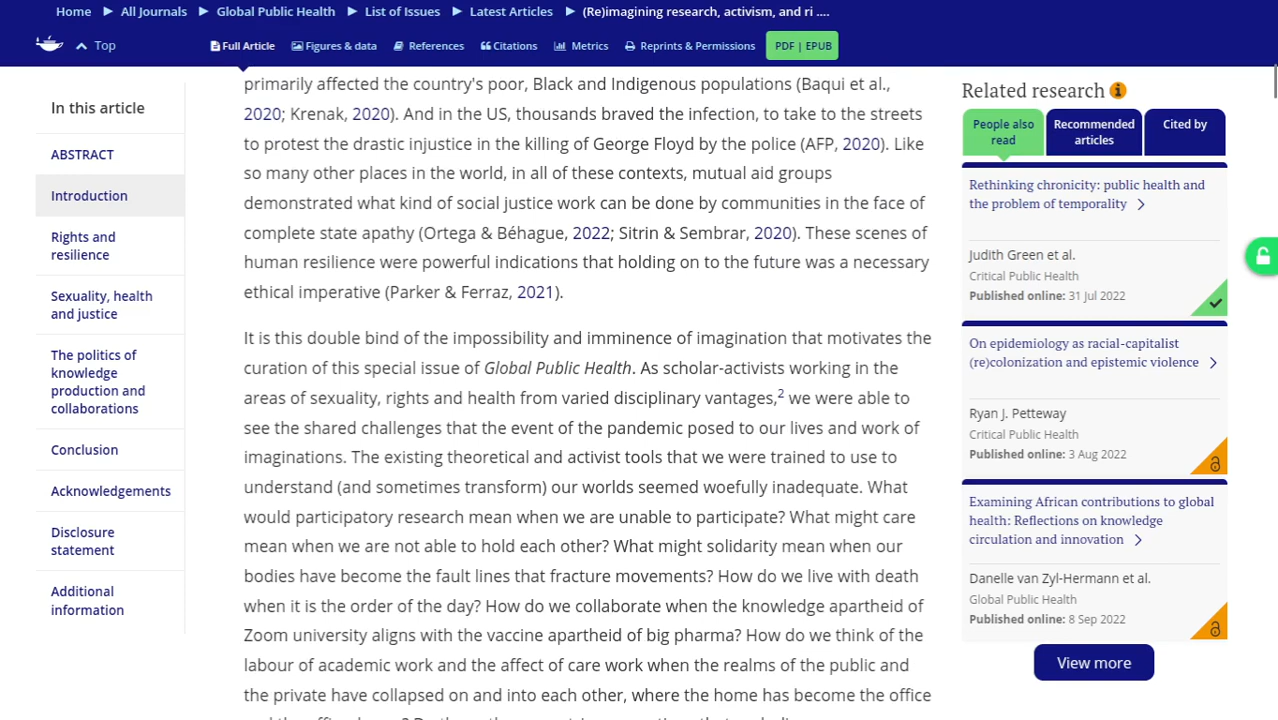 Home ▶ All Journals ▶ Global Public Health ▶ List of Issues ▶ Latest Articles ▶ (Re)imagining research, activism, and ri ....
Top
Full Article
Figures & data
References
Citations
Metrics
Reprints & Permissions
PDF | EPUB
In this article
ABSTRACT
Introduction
Rights and
resilience
Sexuality, health
and justice
The politics of
knowledge
production and
collaborations
Conclusion
Acknowledgements
Disclosure
statement
Additional
information
primarily affected the country's poor, Black and Indigenous populations (Baqui et al.,
2020; Krenak, 2020). And in the US, thousands braved the infection, to take to the streets
to protest the drastic injustice in the killing of George Floyd by the police (AFP, 2020). Like
so many other places in the world, in all of these contexts, mutual aid groups
demonstrated what kind of social justice work can be done by communities in the face of
complete state apathy (Ortega & Béhague, 2022; Sitrin & Sembrar, 2020). These scenes of
human resilience were powerful indications that holding on to the future was a necessary
ethical imperative (Parker & Ferraz, 2021).
It is this double bind of the impossibility and imminence of imagination that motivates the
curation of this special issue of Global Public Health. As scholar-activists working in the
areas of sexuality, rights and health from varied disciplinary vantages,2 we were able to
see the shared challenges that the event of the pandemic posed to our lives and work of
imaginations. The existing theoretical and activist tools that we were trained to use to
understand (and sometimes transform) our worlds seemed woefully inadequate. What
would participatory research mean when we are unable to participate? What might care
mean when we are not able to hold each other? What might solidarity mean when our
bodies have become the fault lines that fracture movements? How do we live with death
when it is the order of the day? How do we collaborate when the knowledge apartheid of
Zoom university aligns with the vaccine apartheid of big pharma? How do we think of the
labour of academic work and the affect of care work when the realms of the public and
the private have collapsed on and into each other, where the home has become the office
Related research
People also
read
Recommended
articles
Cited by
Rethinking chronicity: public health and
the problem of temporality
Judith Green et al.
Critical Public Health
Published online: 31 Jul 2022
On epidemiology as racial-capitalist
(re)colonization and epistemic violence
Ryan J. Petteway
Critical Public Health
Published online: 3 Aug 2022
Examining African contributions to global
health: Reflections on knowledge
circulation and innovation
Danelle van Zyl-Hermann et al.
Global Public Health
Published online: 8 Sep 2022
View more